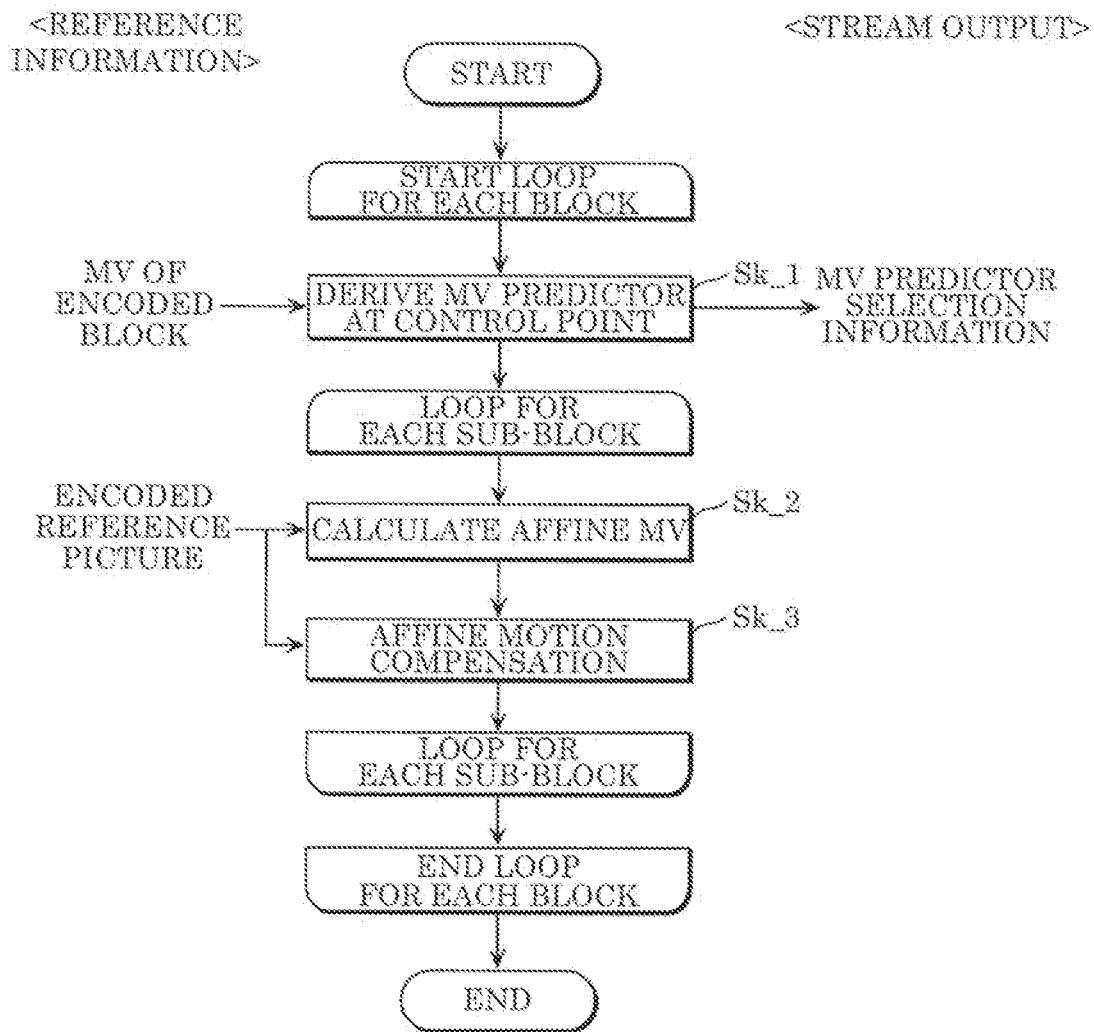 <REFERENCE
INFORMATION>
<STREAM OUTPUT>
START
START LOOP
FOR EACH BLOCK
MV OF
ENCODED
BLOCK
DERIVE MV PREDICTOR
AT CONTROL POINT
Sk_1
MV PREDICTOR
SELECTION
INFORMATION
LOOP FOR
EACH SUB-BLOCK
ENCODED
REFERENCE
PICTURE
CALCULATE AFFINE MV
Sk_2
AFFINE MOTION
COMPENSATION
Sk_3
LOOP FOR
EACH SUB-BLOCK
END LOOP
FOR EACH BLOCK
END